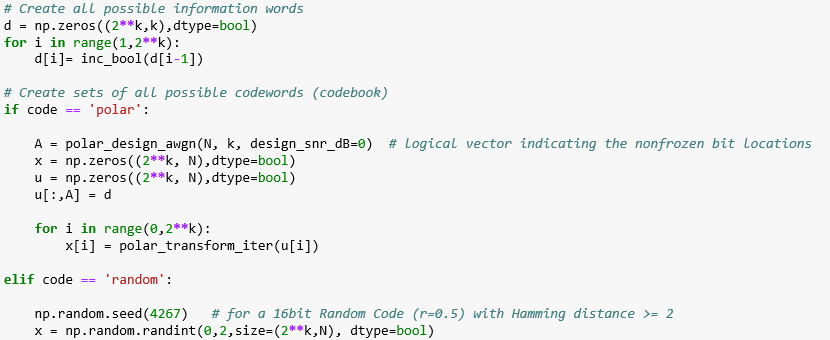 # Create all possible information words
d = np.zeros((2**k,k),dtype=bool)
for i in range(1,2**k):
    d[i]= inc_bool(d[i-1])
# Create sets of all possible codewords (codebook)
if code == 'polar':
    A = polar_design_awgn(N, k, design_snr_dB=0)  # logical vector indicating the nonfrozen bit locations
    x = np.zeros((2**k, N),dtype=bool)
    u = np.zeros((2**k, N),dtype=bool)
    u[:,A] = d
    for i in range(0,2**k):
        x[i] = polar_transform_iter(u[i])
elif code == 'random':
    np.random.seed(4267)   # for a 16bit Random Code (r=0.5) with Hamming distance >= 2
    x = np.random.randint(0,2,size=(2**k,N), dtype=bool)